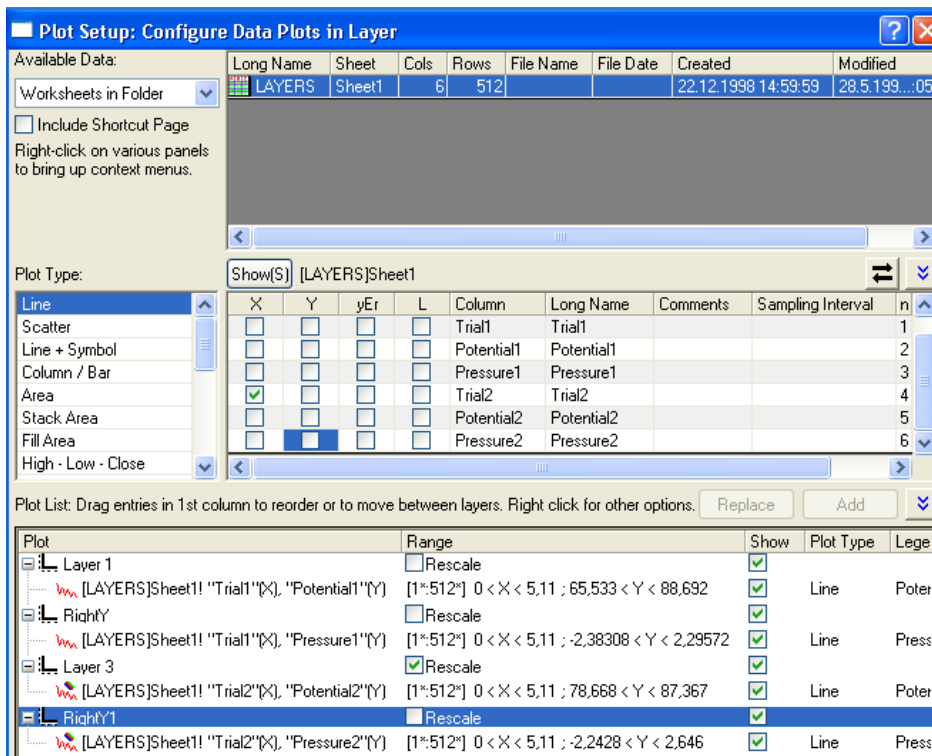 Plot Setup: Configure Data Plots in Layer
Available Data:
Worksheets in Folder
Include Shortcut Page
Right-click on various panels
to bring up context menus.
Long Name Sheet Cols Rows File Name File Date Created Modified
LAYERS Sheet1 6 512 22.12.1998 14:59:59 28.5.199...:05
Plot Type:
Show(S) [LAYERS]Sheet1
Line
Scatter
Line + Symbol
Column / Bar
Area
Stack Area
Fill Area
High - Low - Close
X Y yEr L Column Long Name Comments Sampling Interval n
Trial1 Trial1 1
Potential1 Potential1 2
Pressure1 Pressure1 3
Trial2 Trial2 4
Potential2 Potential2 5
Pressure2 Pressure2 6
Plot List: Drag entries in 1st column to reorder or to move between layers. Right click for other options. Replace Add
Plot Range Show Plot Type Lege
Layer 1 Rescale
[LAYERS]Sheet1! "Trial1"(X), "Potential1"(Y) [1*:512*] 0 < X < 5,11 ; 65,533 < Y < 88,692 Line Poter
RightY Rescale
[LAYERS]Sheet1! "Trial1"(X), "Pressure1"(Y) [1*:512*] 0 < X < 5,11 ; -2,38308 < Y < 2,29572 Line Press
Layer 3 Rescale
[LAYERS]Sheet1! "Trial2"(X), "Potential2"(Y) [1*:512*] 0 < X < 5,11 ; 78,668 < Y < 87,367 Line Poter
RightY1 Rescale
[LAYERS]Sheet1! "Trial2"(X), "Pressure2"(Y) [1*:512*] 0 < X < 5,11 ; -2,2428 < Y < 2,646 Line Press